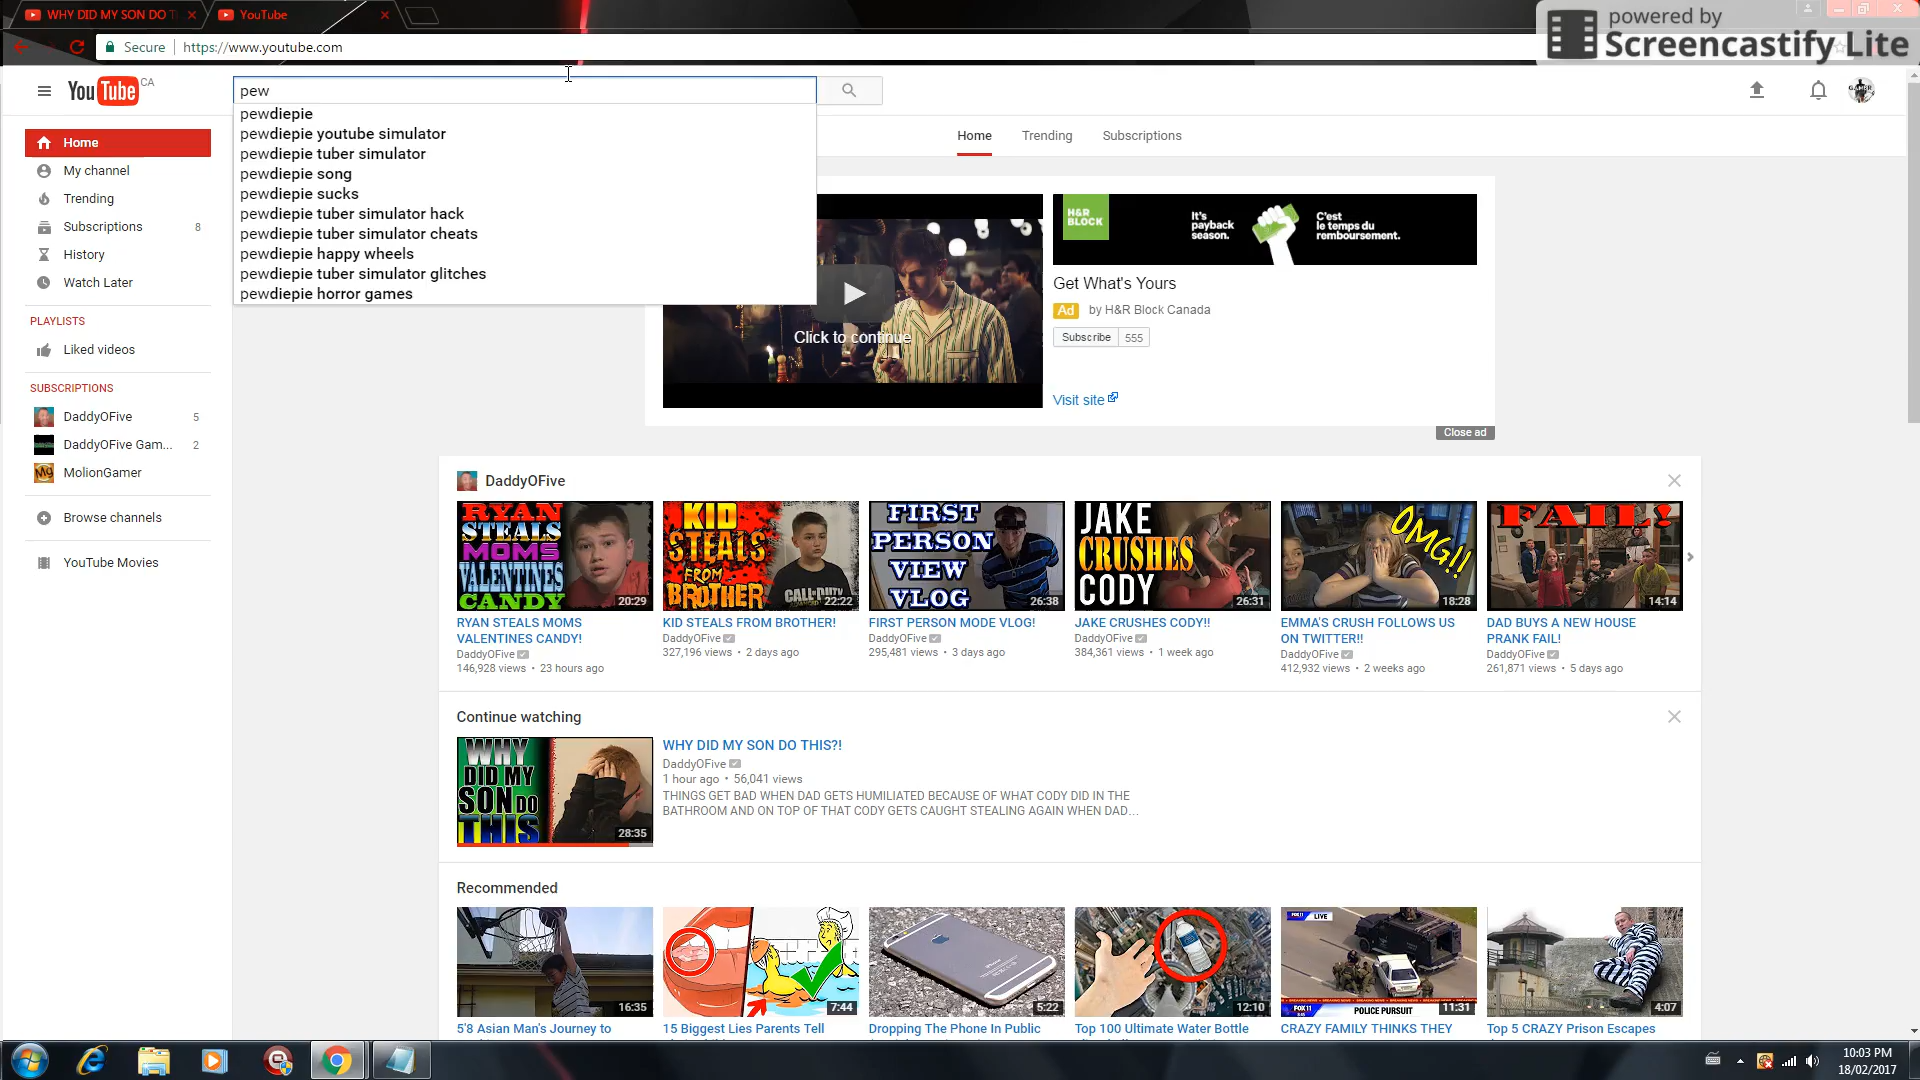 WHY DID MY SON DO T
YouTube
powered by
Screencastify Lite
Secure
https://www.youtube.com
YouTube CA
pew
pewdiepie
pewdiepie youtube simulator
pewdiepie tuber simulator
pewdiepie song
pewdiepie sucks
pewdiepie tuber simulator hack
pewdiepie tuber simulator cheats
pewdiepie happy wheels
pewdiepie tuber simulator glitches
pewdiepie horror games
Home
Trending
Subscriptions
Home
My channel
Trending
Subscriptions 8
History
Watch Later
PLAYLISTS
Liked videos
SUBSCRIPTIONS
DaddyOFive 5
DaddyOFive Gam... 2
MolionGamer
Browse channels
YouTube Movies
Click to continue
H&R
BLOCK
It's
payback
season.
C'est
le temps du
remboursement.
Get What's Yours
Ad by H&R Block Canada
Subscribe 555
Visit site
Close ad
DaddyOFive
RYAN
STEALS
MOMS
VALENTINES
CANDY
20:29
KID
STEALS
FROM
BROTHER
CALL OF DUTY
22:22
FIRST
PERSON
VIEW
VLOG
26:38
JAKE
CRUSHES
CODY
26:31
OMG!!
18:28
FAIL!
14:14
RYAN STEALS MOMS
VALENTINES CANDY!
DaddyOFive
146,928 views • 23 hours ago
KID STEALS FROM BROTHER!
DaddyOFive
327,196 views • 2 days ago
FIRST PERSON MODE VLOG!
DaddyOFive
295,481 views • 3 days ago
JAKE CRUSHES CODY!!
DaddyOFive
384,361 views • 1 week ago
EMMA'S CRUSH FOLLOWS US
ON TWITTER!!
DaddyOFive
412,932 views • 2 weeks ago
DAD BUYS A NEW HOUSE
PRANK FAIL!
DaddyOFive
261,871 views • 5 days ago
Continue watching
WHY
DID MY
SON DO
THIS
28:35
WHY DID MY SON DO THIS?!
DaddyOFive
1 hour ago • 56,041 views
THINGS GET BAD WHEN DAD GETS HUMILIATED BECAUSE OF WHAT CODY DID IN THE
BATHROOM AND ON TOP OF THAT CODY GETS CAUGHT STEALING AGAIN WHEN DAD...
Recommended
16:35
7:44
5:22
12:10
FOX11 LIVE
FOX11
POLICE PURSUIT
11:31
4:07
5'8 Asian Man's Journey to
15 Biggest Lies Parents Tell
Dropping The Phone In Public
Top 100 Ultimate Water Bottle
CRAZY FAMILY THINKS THEY
Top 5 CRAZY Prison Escapes
10:03 PM
18/02/2017